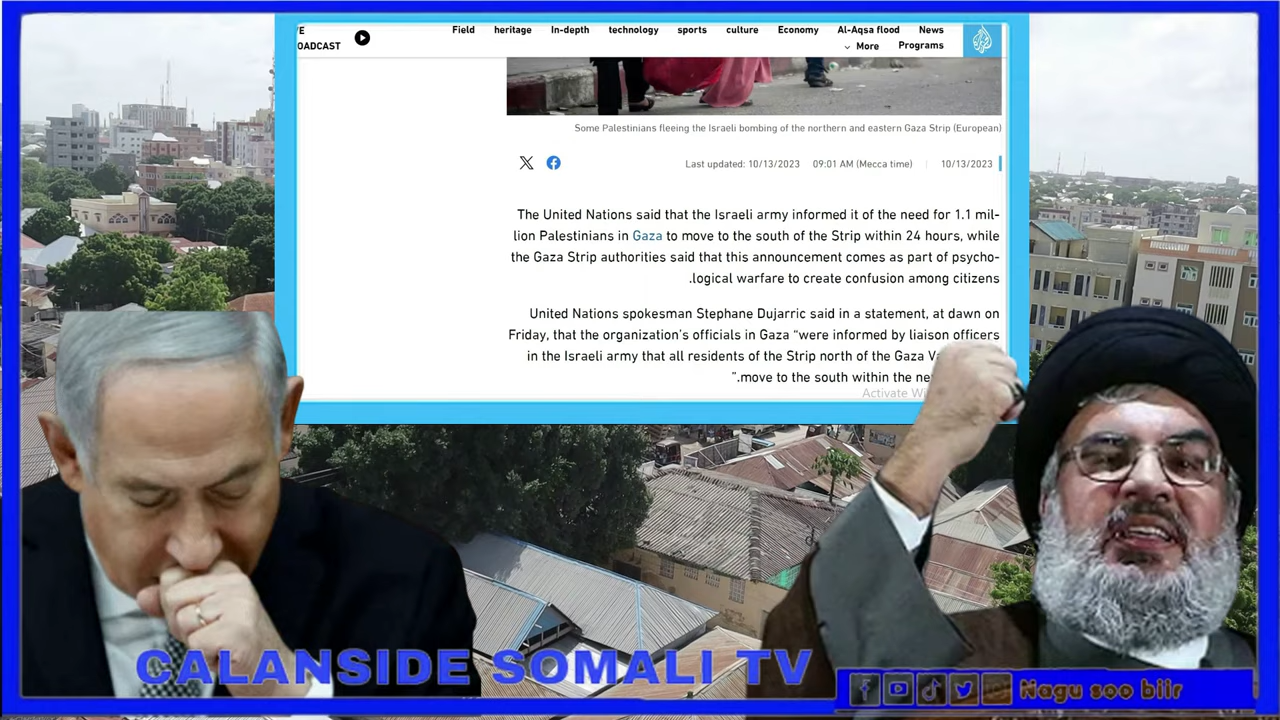 VE
OADCAST
Field heritage In-depth technology sports culture Economy Al-Aqsa flood News
More Programs
Some Palestinians fleeing the Israeli bombing of the northern and eastern Gaza Strip (European)
Last updated: 10/13/2023 09:01 AM (Mecca time) | 10/13/2023
The United Nations said that the Israeli army informed it of the need for 1.1 mil-
lion Palestinians in Gaza to move to the south of the Strip within 24 hours, while
the Gaza Strip authorities said that this announcement comes as part of psycho-
.logical warfare to create confusion among citizens
United Nations spokesman Stephane Dujarric said in a statement, at dawn on
Friday, that the organization's officials in Gaza "were informed by liaison officers
in the Israeli army that all residents of the Strip north of the Gaza
".move to the south within the
Activate
CALANSIDE SOMALI TV
Nagu soo biir